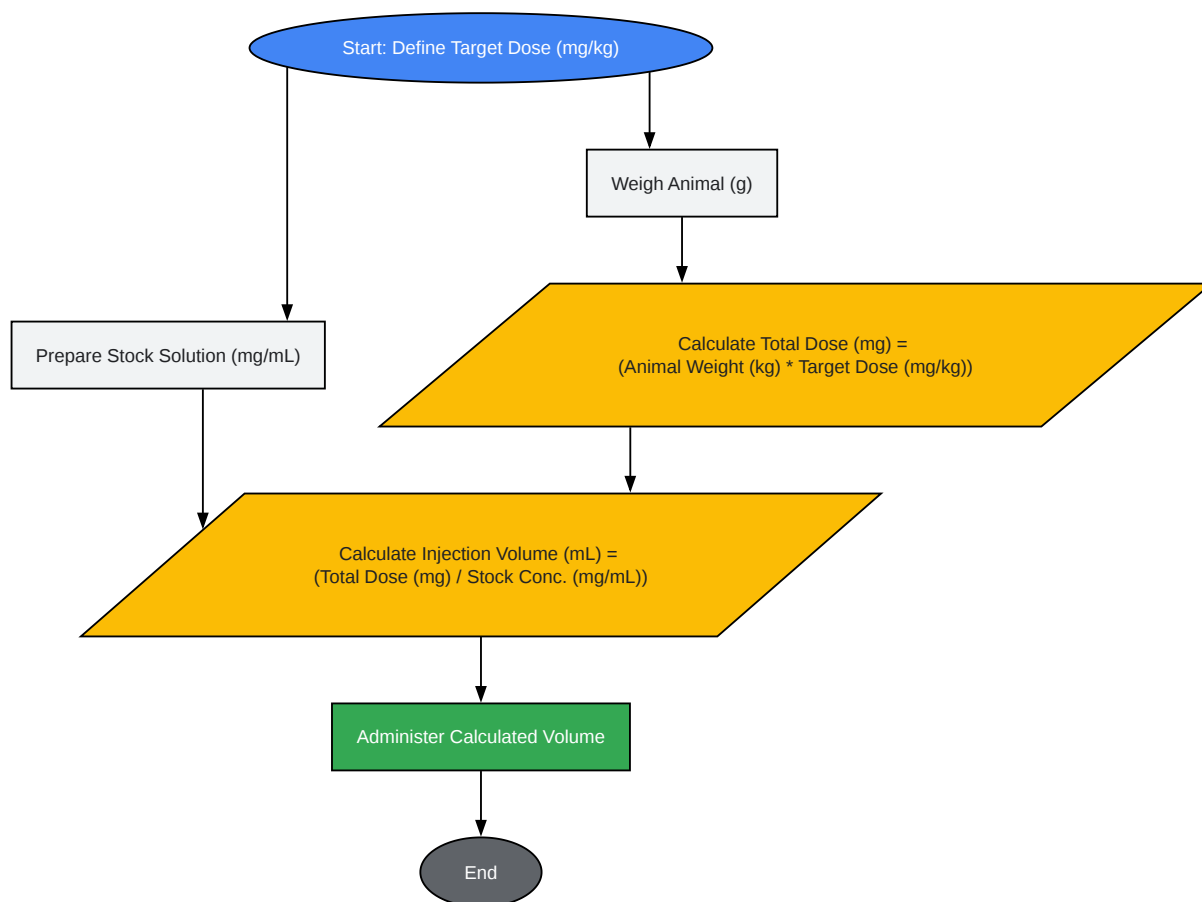 Start: Define Target Dose (mg/kg)
Weigh Animal (g)
Prepare Stock Solution (mg/mL)
Calculate Total Dose (mg) =
(Animal Weight (kg) * Target Dose (mg/kg))
Calculate Injection Volume (mL) =
(Total Dose (mg) / Stock Conc. (mg/mL))
Administer Calculated Volume
End